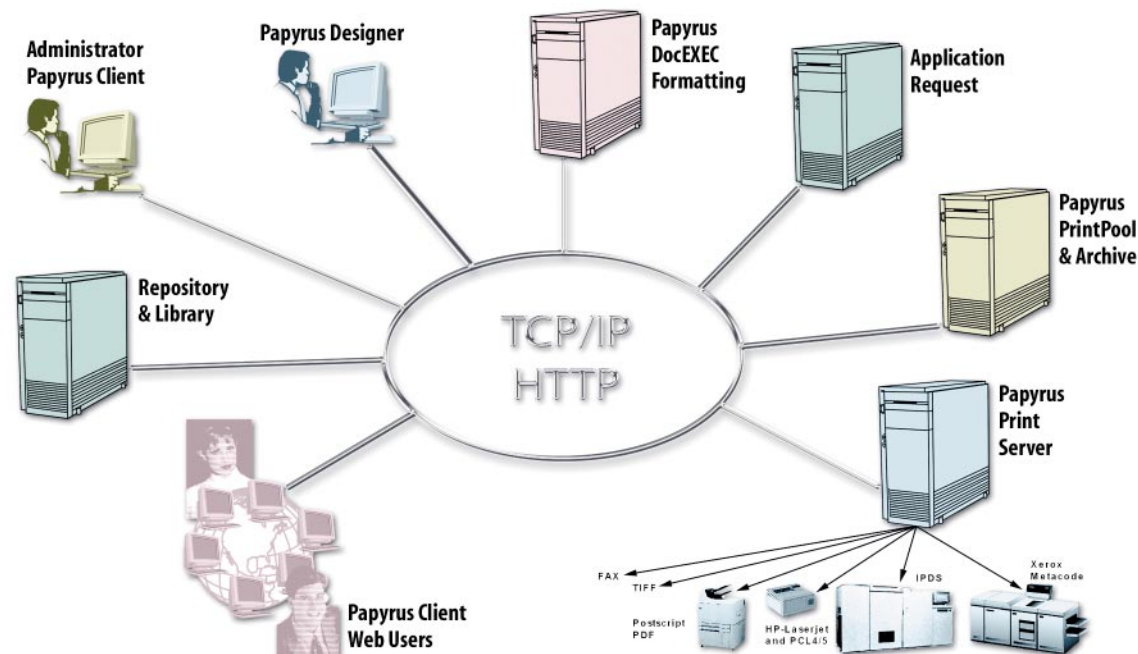 Administrator
Papyrus Client
Papyrus Designer
Papyrus
DocEXEC
Formatting
Application
Request
Papyrus
PrintPool
& Archive
Repository
& Library
TCP/IP
HTTP
Papyrus
Print
Server
Papyrus Client
Web Users
FAX
TIFF
Postscript
PDF
HP-Laserjet
and PCL4/5
IPDS
Xerox
Metacode